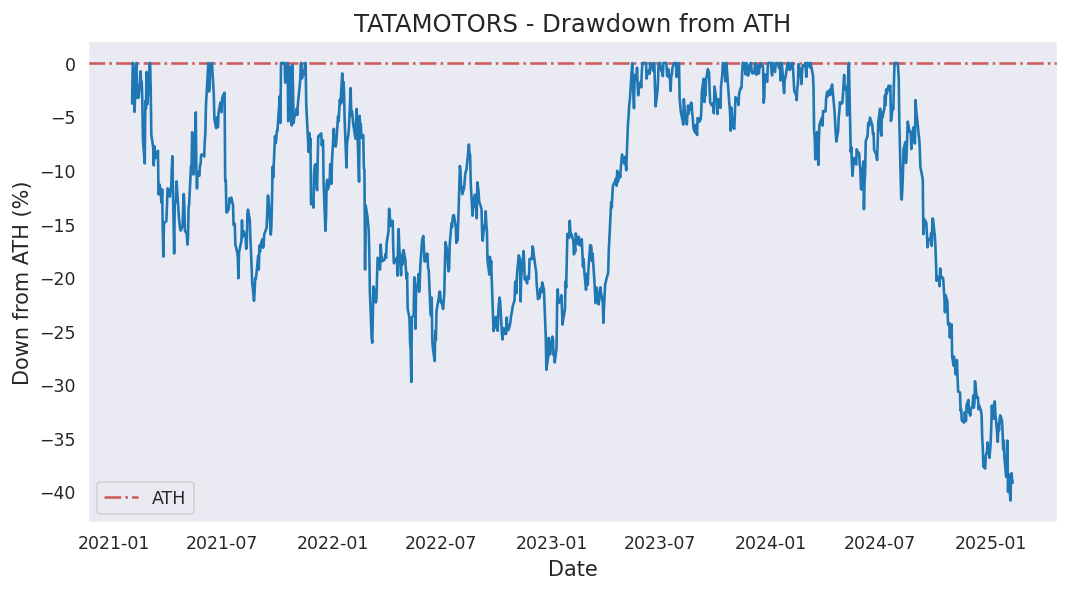 TATAMOTORS - Drawdown from ATH
Down from ATH (%)
0
−5
−10
−15
−20
−25
−30
−35
−40
ATH
2021-01 2021-07 2022-01 2022-07 2023-01 2023-07 2024-01 2024-07 2025-01
Date